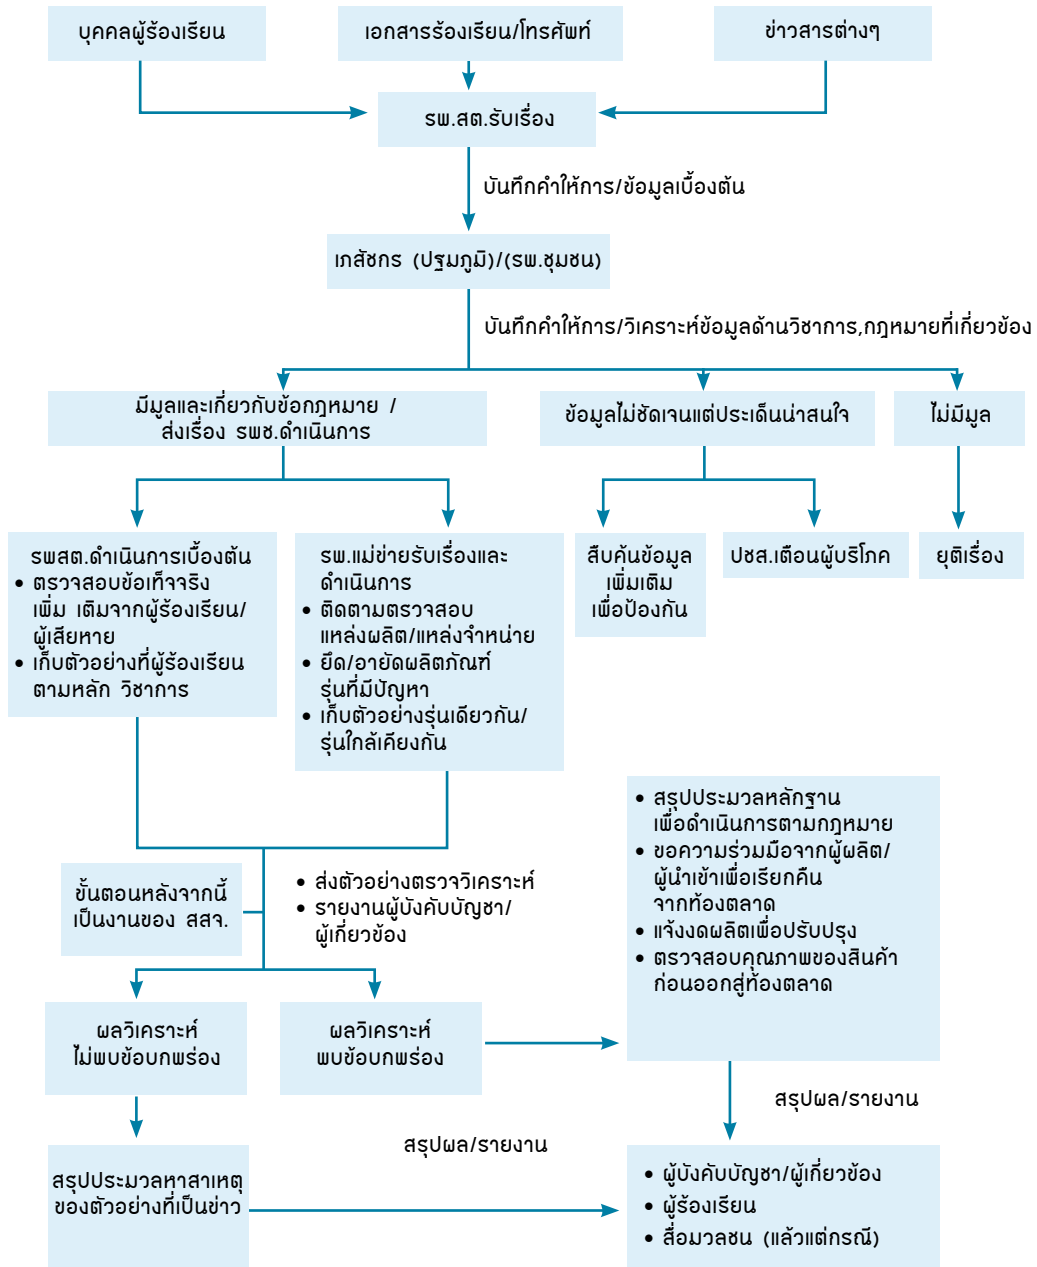 บุคคลผู้ร้องเรียน
เอกสารร้องเรียน/โทรศัพท์
ข่าวสารต่างๆ
รพ.สต.รับเรื่อง
บันทึกคำให้การ/ข้อมูลเบื้องต้น
เภสัชกร (ปฐมภูมิ)/(รพ.ชุมชน)
บันทึกคำให้การ/วิเคราะห์ข้อมูลด้านวิชาการ,กฎหมายที่เกี่ยวข้อง
มีมูลและเกี่ยวกับข้อกฎหมาย /
ส่งเรื่อง รพช.ดำเนินการ
ข้อมูลไม่ชัดเจนแต่ประเด็นน่าสนใจ
ไม่มีมูล
รพสต.ดำเนินการเบื้องต้น
• ตรวจสอบข้อเท็จจริง
เพิ่ม เติมจากผู้ร้องเรียน/
ผู้เสียหาย
• เก็บตัวอย่างที่ผู้ร้องเรียน
ตามหลัก วิชาการ
รพ.แม่ข่ายรับเรื่องและ
ดำเนินการ
• ติดตามตรวจสอบ
แหล่งผลิต/แหล่งจำหน่าย
• ยึด/อายัดผลิตภัณฑ์
รุ่นที่มีปัญหา
• เก็บตัวอย่างรุ่นเดียวกัน/
รุ่นใกล้เคียงกัน
สืบค้นข้อมูล
เพิ่มเติม
เพื่อป้องกัน
ปชส.เตือนผู้บริโภค
ยุติเรื่อง
ขั้นตอนหลังจากนี้
เป็นงานของ สสจ.
• ส่งตัวอย่างตรวจวิเคราะห์
• รายงานผู้บังคับบัญชา/
ผู้เกี่ยวข้อง
• สรุปประมวลหลักฐาน
เพื่อดำเนินการตามกฎหมาย
• ขอความร่วมมือจากผู้ผลิต/
ผู้นำเข้าเพื่อเรียกคืน
จากท้องตลาด
• แจ้งงดผลิตเพื่อปรับปรุง
• ตรวจสอบคุณภาพของสินค้า
ก่อนออกสู่ท้องตลาด
ผลวิเคราะห์
ไม่พบข้อบกพร่อง
ผลวิเคราะห์
พบข้อบกพร่อง
สรุปผล/รายงาน
สรุปผล/รายงาน
สรุปประมวลหาสาเหตุ
ของตัวอย่างที่เป็นข่าว
• ผู้บังคับบัญชา/ผู้เกี่ยวข้อง
• ผู้ร้องเรียน
• สื่อมวลชน (แล้วแต่กรณี)